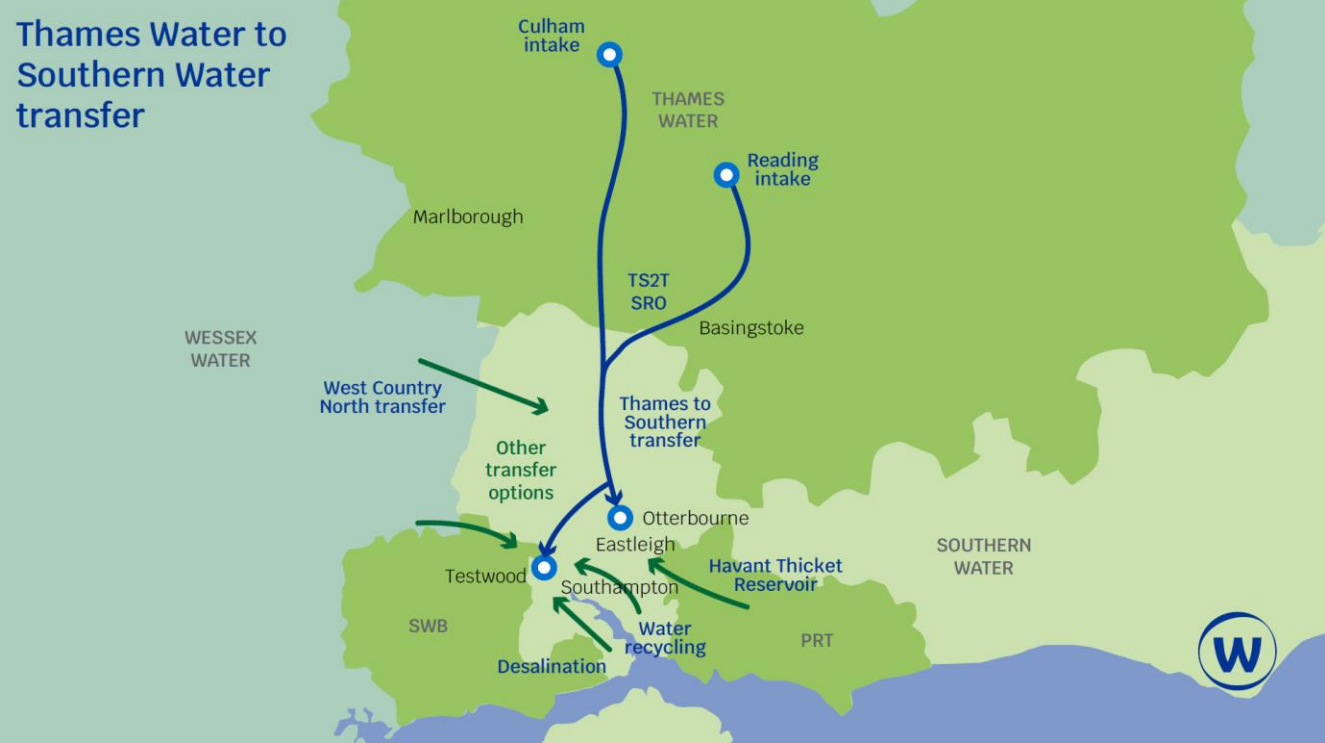 Thames Water to
Southern Water
transfer
Culham
intake
THAMES
WATER
Reading
intake
Marlborough
TS2T
SRO
Basingstoke
WESSEX
WATER
West Country
North transfer
Thames to
Southern
transfer
Other
transfer
options
Otterbourne
Eastleigh
SOUTHERN
WATER
Havant Thicket
Reservoir
Testwood
Southampton
SWB
Water
recycling
PRT
Desalination
W